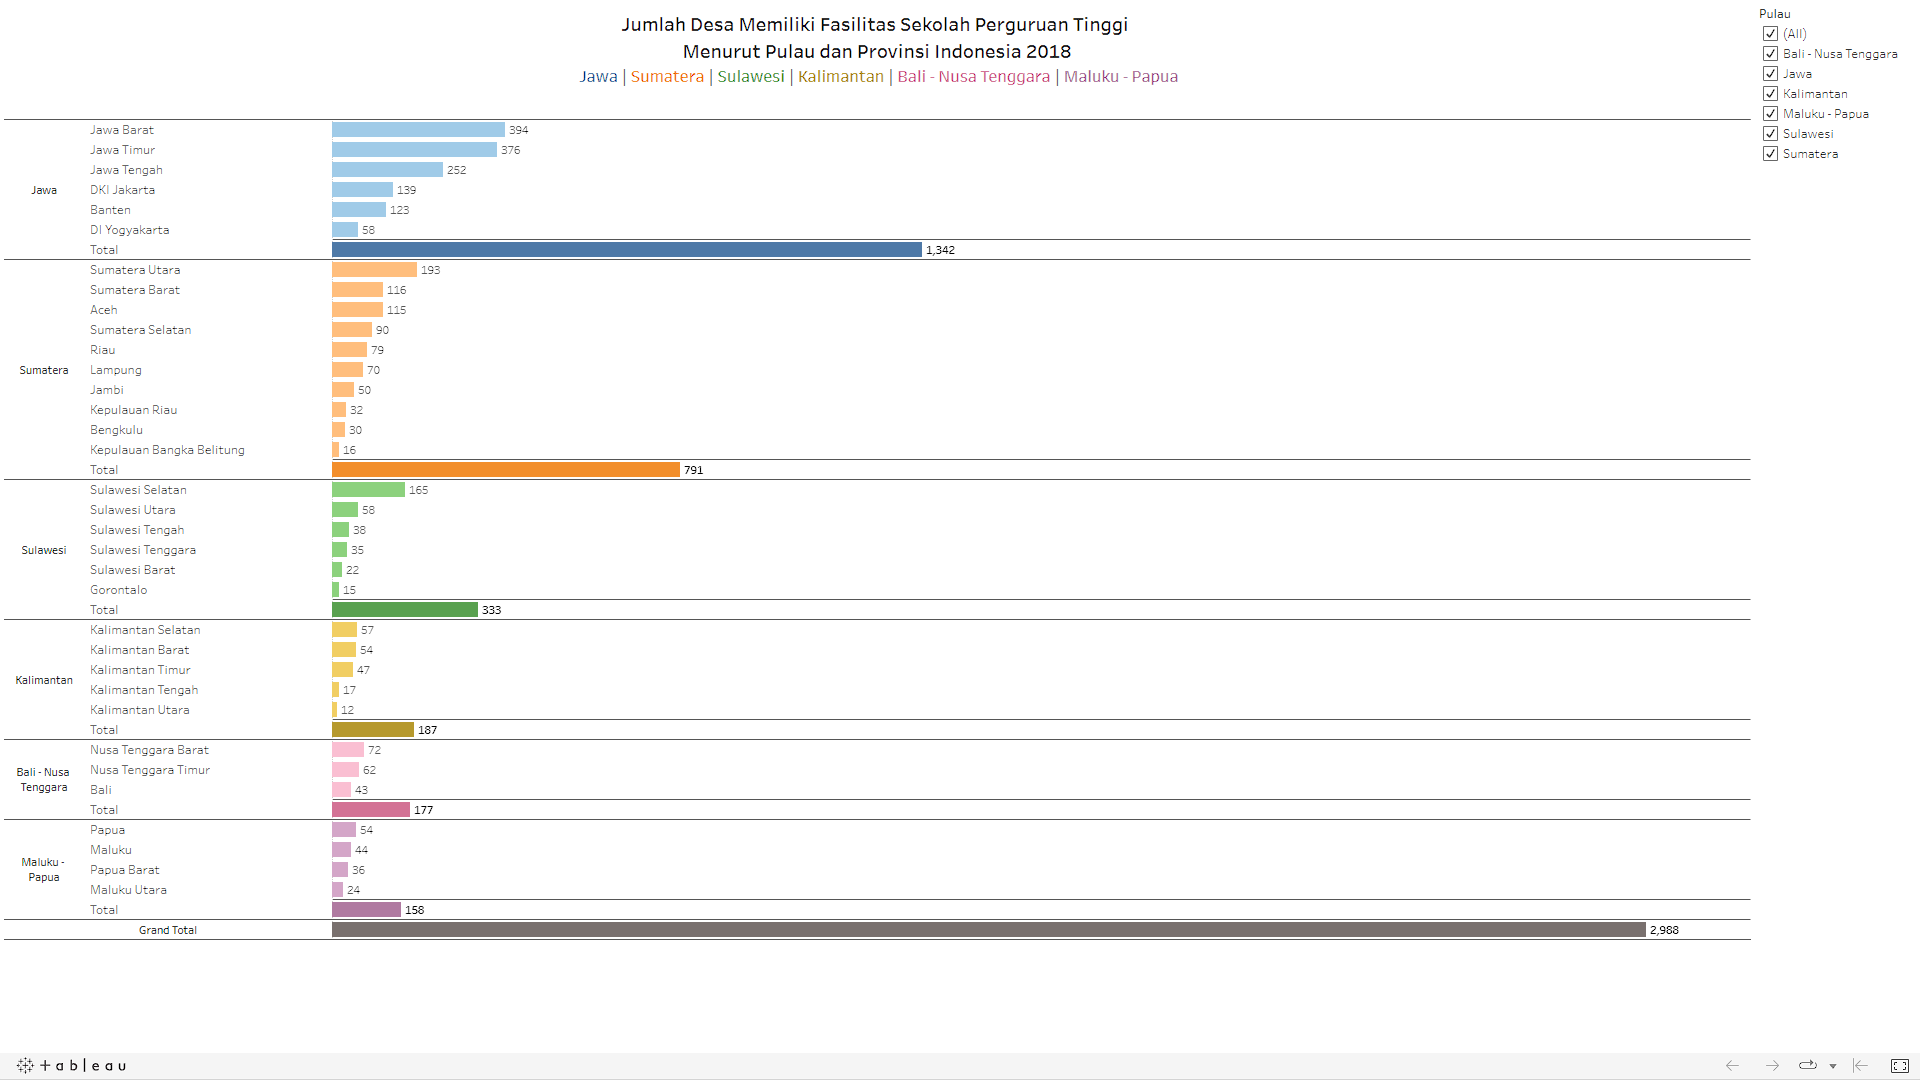 Jumlah Desa Memiliki Fasilitas Sekolah Perguruan Tinggi
Menurut Pulau dan Provinsi Indonesia 2018
Jawa | Sumatera | Sulawesi | Kalimantan | Bali - Nusa Tenggara | Maluku - Papua
Pulau
(All)
Bali - Nusa Tenggara
Jawa
Kalimantan
Maluku - Papua
Sulawesi
Sumatera
Jawa
Jawa Barat 394
Jawa Timur 376
Jawa Tengah 252
DKI Jakarta 139
Banten 123
DI Yogyakarta 58
Total 1,342
Sumatera
Sumatera Utara 193
Sumatera Barat 116
Aceh 115
Sumatera Selatan 90
Riau 79
Lampung 70
Jambi 50
Kepulauan Riau 32
Bengkulu 30
Kepulauan Bangka Belitung 16
Total 791
Sulawesi
Sulawesi Selatan 165
Sulawesi Utara 58
Sulawesi Tengah 38
Sulawesi Tenggara 35
Sulawesi Barat 22
Gorontalo 15
Total 333
Kalimantan
Kalimantan Selatan 57
Kalimantan Barat 54
Kalimantan Timur 47
Kalimantan Tengah 17
Kalimantan Utara 12
Total 187
Bali - Nusa
Tenggara
Nusa Tenggara Barat 72
Nusa Tenggara Timur 62
Bali 43
Total 177
Maluku -
Papua
Papua 54
Maluku 44
Papua Barat 36
Maluku Utara 24
Total 158
Grand Total 2,988
+ableau